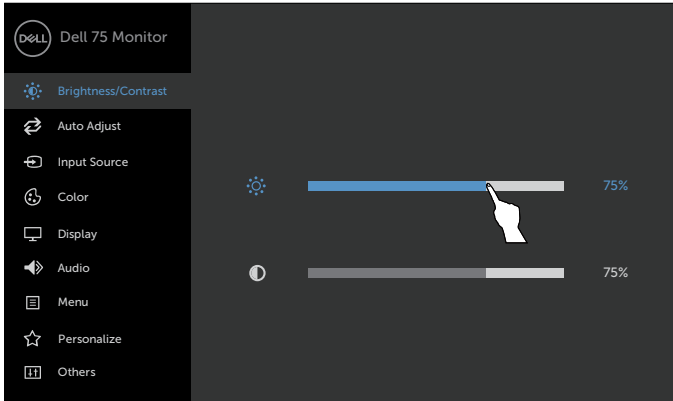 DELL Dell 75 Monitor
Brightness/Contrast
Auto Adjust
Input Source
Color
Display
Audio
Menu
Personalize
Others
75%
75%